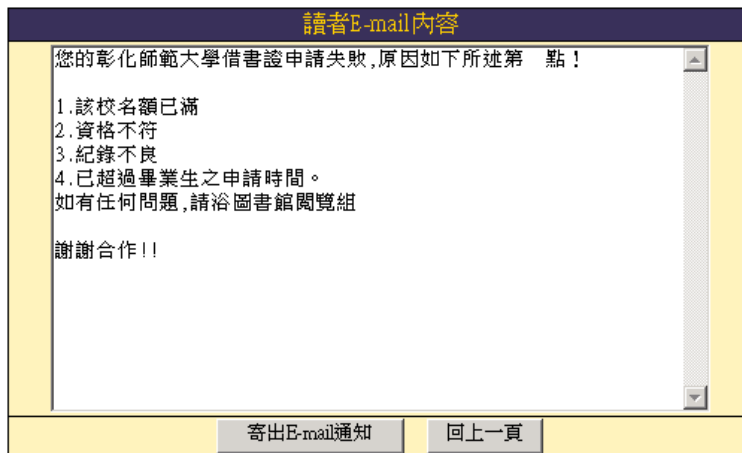 讀者E-mail內容
您的彰化師範大學借書證申請失敗,原因如下所述第　點!
1.該校名額已滿
2.資格不符
3.紀錄不良
4.已超過畢業生之申請時間。
如有任何問題,請洽圖書館閱覽組
謝謝合作!!
寄出E-mail通知
回上一頁